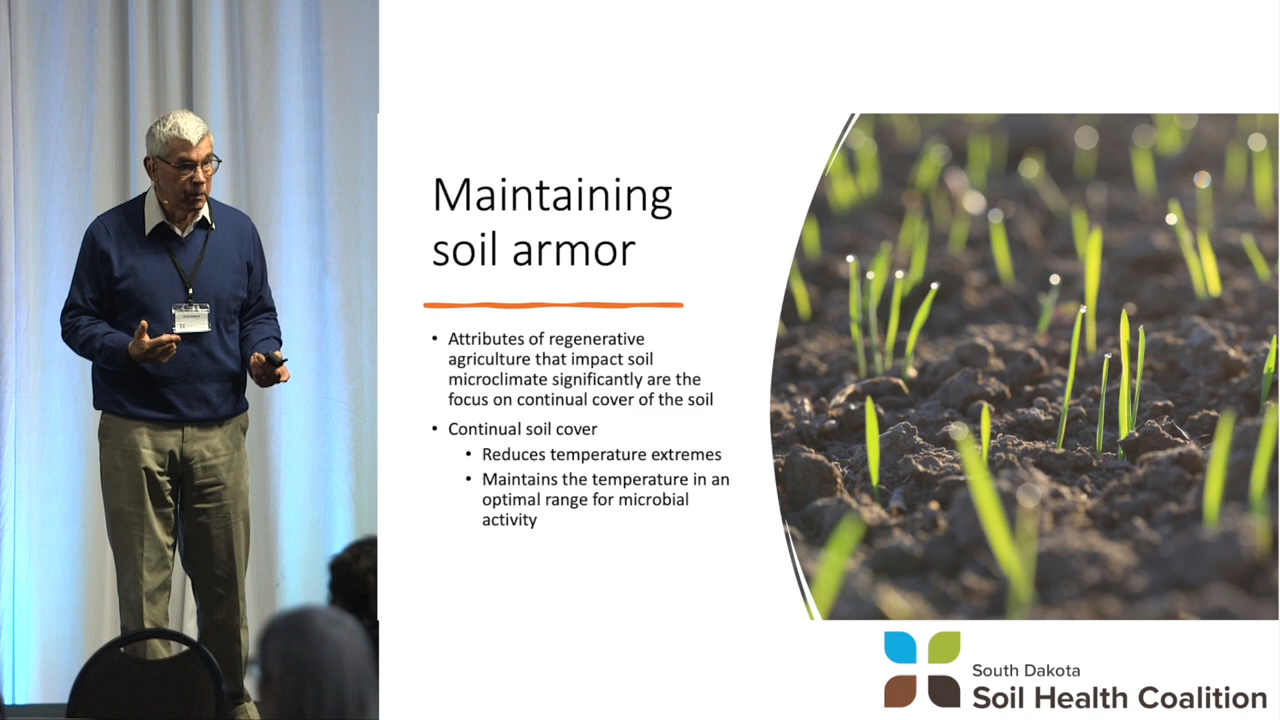 Maintaining
soil armor
• Attributes of regenerative
agriculture that impact soil
microclimate significantly are the
focus on continual cover of the soil
• Continual soil cover
• Reduces temperature extremes
• Maintains the temperature in an
optimal range for microbial
activity
South Dakota
Soil Health Coalition